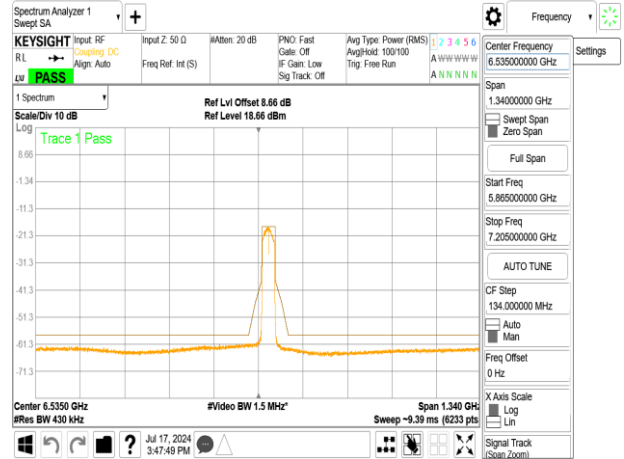 Spectrum Analyzer 1
Swept SA
+
Frequency
KEYSIGHT
RL
LW PASS
Input: RF
Coupling: DC
Align: Auto
Input Z: 50 Ω
Freq Ref: Int (S)
#Atten: 20 dB
PNO: Fast
Gate: Off
IF Gain: Low
Sig Track: Off
Avg Type: Power (RMS)
Avg|Hold: 100/100
Trig: Free Run
1 2 3 4 5 6
A W W W W W
A N N N N N
1 Spectrum
Scale/Div 10 dB
Ref Lvl Offset 8.66 dB
Ref Level 18.66 dBm
Log
Trace 1 Pass
8.66
-1.34
-11.3
-21.3
-31.3
-41.3
-51.3
-61.3
-71.3
Center 6.5350 GHz
#Res BW 430 kHz
#Video BW 1.5 MHz*
Span 1.340 GHz
Sweep ~9.39 ms (6233 pts
?
Jul 17, 2024
3:47:49 PM
Center Frequency
6.535000000 GHz
Settings
Span
1.34000000 GHz
Swept Span
Zero Span
Full Span
Start Freq
5.865000000 GHz
Stop Freq
7.205000000 GHz
AUTO TUNE
CF Step
134.000000 MHz
Auto
Man
Freq Offset
0 Hz
X Axis Scale
Log
Lin
Signal Track
(Span Zoom)